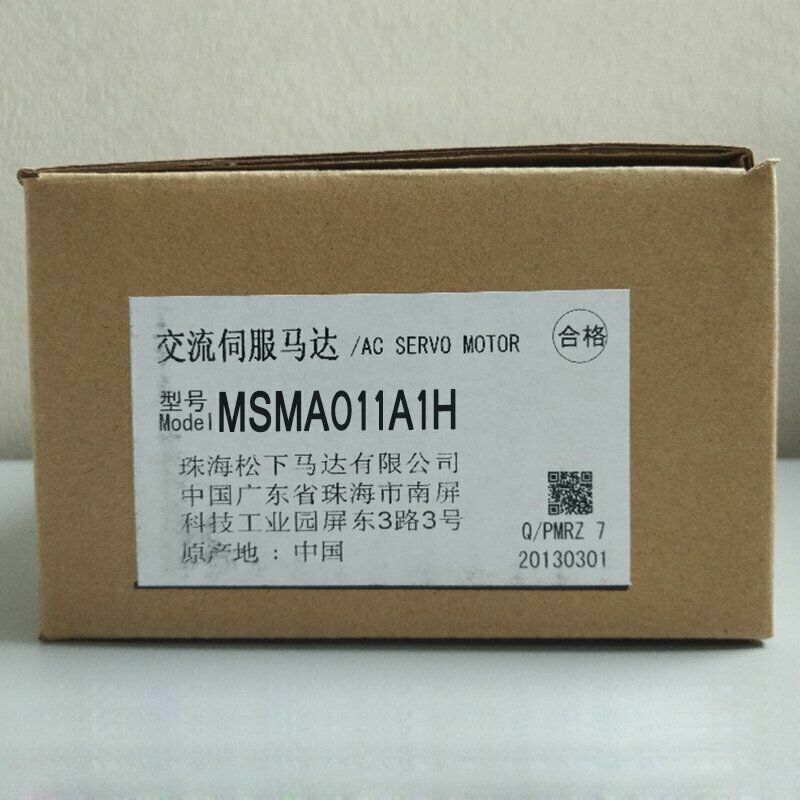 交流伺服马达 /AC SERVO MOTOR
合格
型号
Model MSMA011A1H
珠海松下马达有限公司
中国广东省珠海市南屏
科技工业园屏东3路3号
原产地：中国
Q/PMRZ 7
20130301